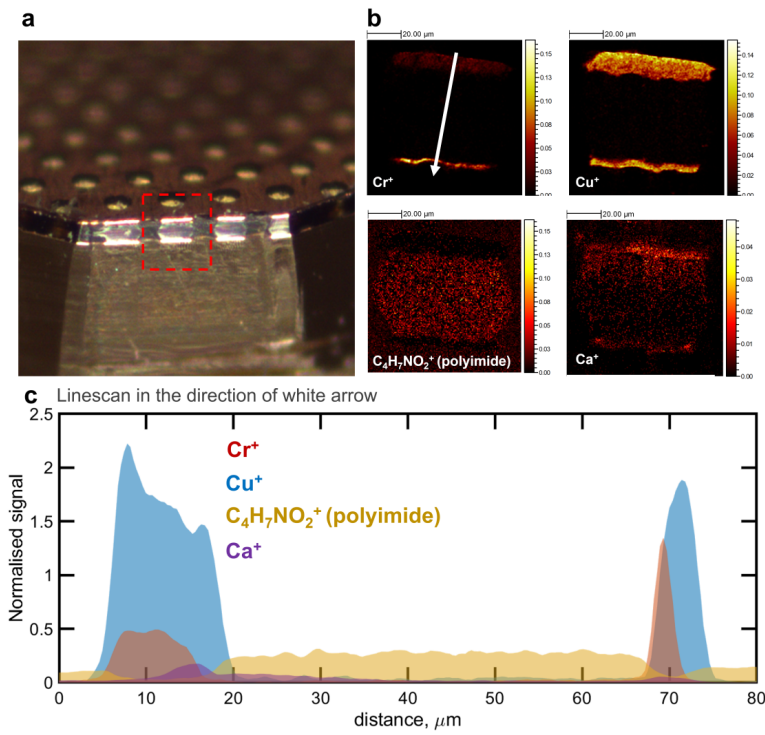 a
b
20.00 μm
0.15
0.13
0.10
0.08
0.05
0.03
0.00
Cr⁺
20.00 μm
0.14
0.12
0.10
0.08
0.06
0.04
0.02
0.00
Cu⁺
20.00 μm
0.15
0.13
0.10
0.08
0.05
0.03
0.00
C₄H₇NO₂⁺ (polyimide)
20.00 μm
0.04
0.03
0.02
0.01
0.00
Ca⁺
c Linescan in the direction of white arrow
Normalised signal
2.5
2
1.5
1
0.5
0
Cr⁺
Cu⁺
C₄H₇NO₂⁺ (polyimide)
Ca⁺
0 10 20 30 40 50 60 70 80
distance, μm